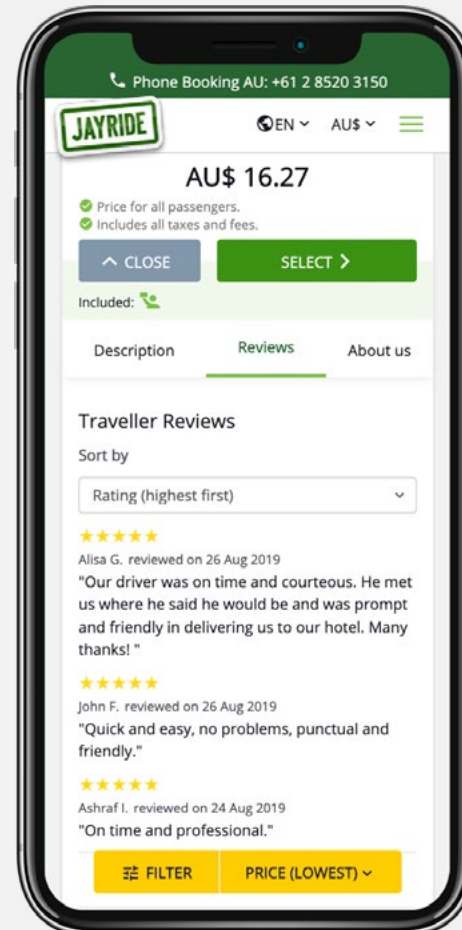 Phone Booking AU: +61 2 8520 3150
JAYRIDE
EN
AU$
AU$ 16.27
Price for all passengers.
Includes all taxes and fees.
CLOSE
SELECT
Included:
Description
Reviews
About us
Traveller Reviews
Sort by
Rating (highest first)
Alisa G. reviewed on 26 Aug 2019
"Our driver was on time and courteous. He met
us where he said he would be and was prompt
and friendly in delivering us to our hotel. Many
thanks! "
John F. reviewed on 26 Aug 2019
"Quick and easy, no problems, punctual and
friendly."
Ashraf I. reviewed on 24 Aug 2019
"On time and professional."
FILTER
PRICE (LOWEST)